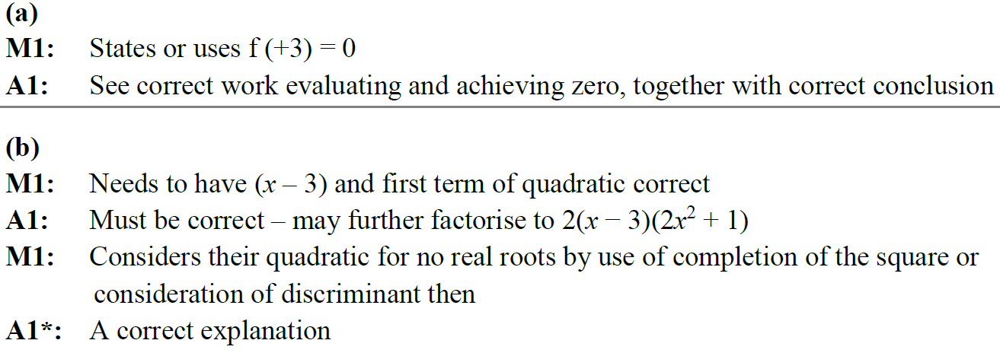 (a)
M1: States or uses f (+3) = 0
A1: See correct work evaluating and achieving zero, together with correct conclusion
(b)
M1: Needs to have (x – 3) and first term of quadratic correct
A1: Must be correct – may further factorise to 2(x − 3)(2x² + 1)
M1: Considers their quadratic for no real roots by use of completion of the square or
consideration of discriminant then
A1*: A correct explanation